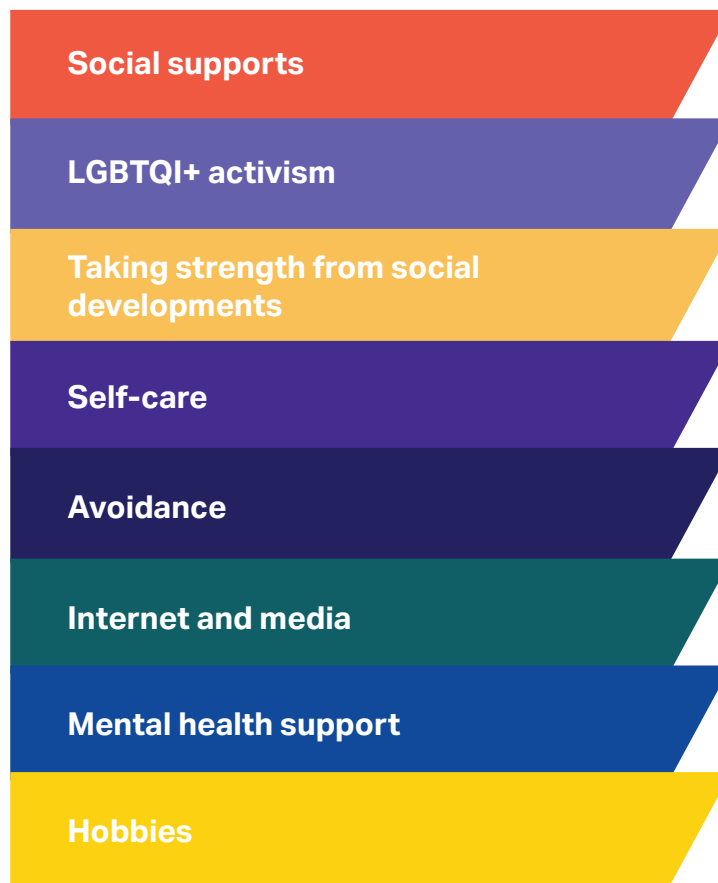 Social supports
LGBTQI+ activism
Taking strength from social
developments
Self-care
Avoidance
Internet and media
Mental health support
Hobbies